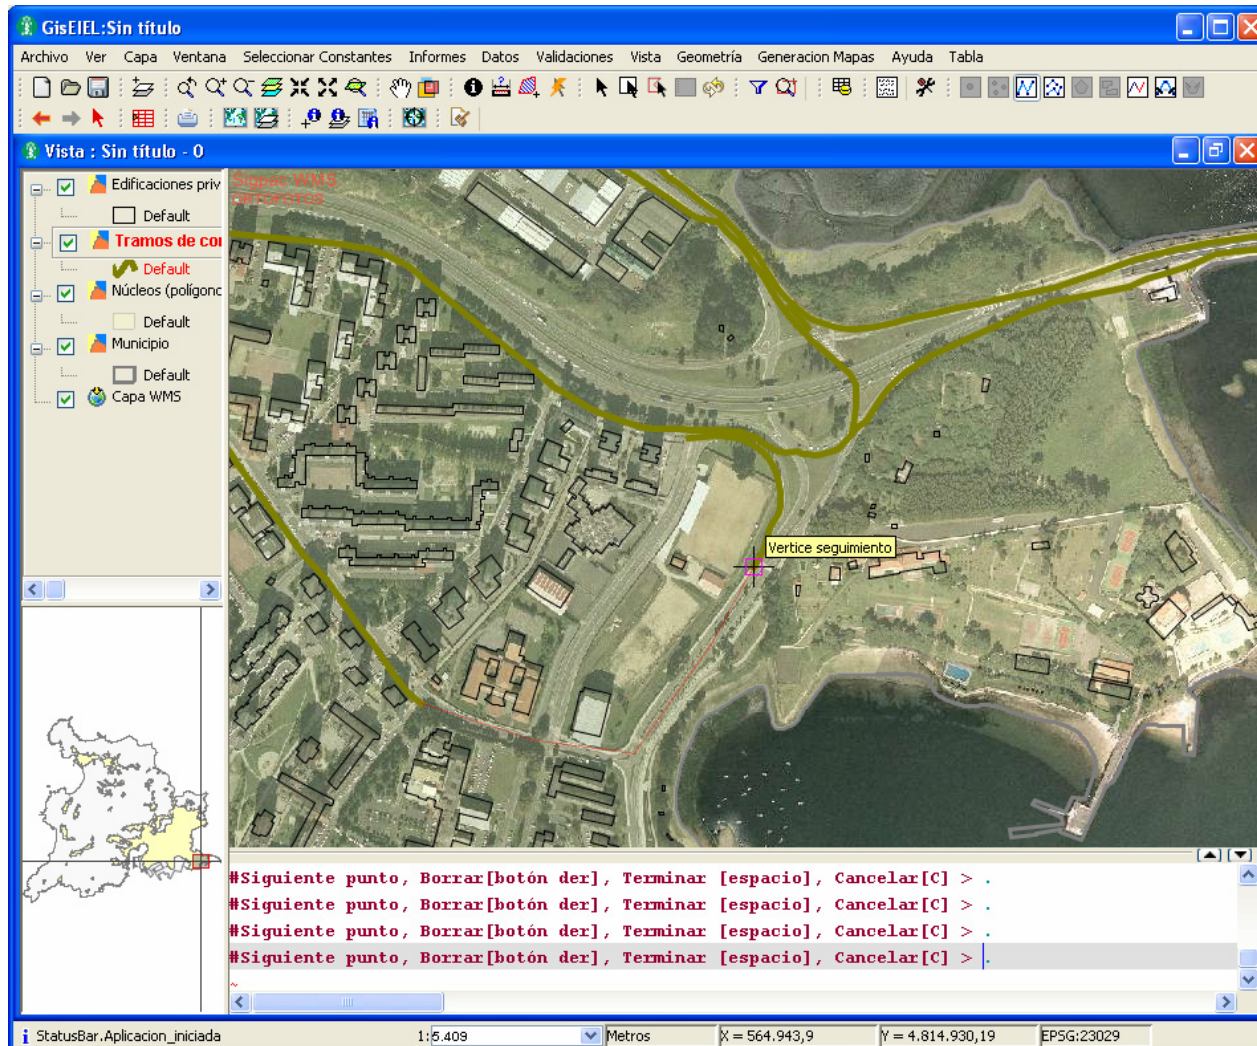 GisEIEL:Sin título
Archivo Ver Capa Ventana Seleccionar Constantes Informes Datos Validaciones Vista Geometría Generacion Mapas Ayuda Tabla
Vista : Sin título - 0
Edificaciones priv
Default
Tramos de co
Default
Núcleos (polígono
Default
Municipio
Default
Capa WMS
Sigpac WMS
ORTOFOTOS
Vertice seguimiento
#Siguiente punto, Borrar[botón der], Terminar [espacio], Cancelar[C] > .
#Siguiente punto, Borrar[botón der], Terminar [espacio], Cancelar[C] > .
#Siguiente punto, Borrar[botón der], Terminar [espacio], Cancelar[C] > .
#Siguiente punto, Borrar[botón der], Terminar [espacio], Cancelar[C] > .
~
StatusBar.Aplicacion_iniciada 1: 5.409 Metros X = 564.943,9 Y = 4.814.930,19 EPSG:23029